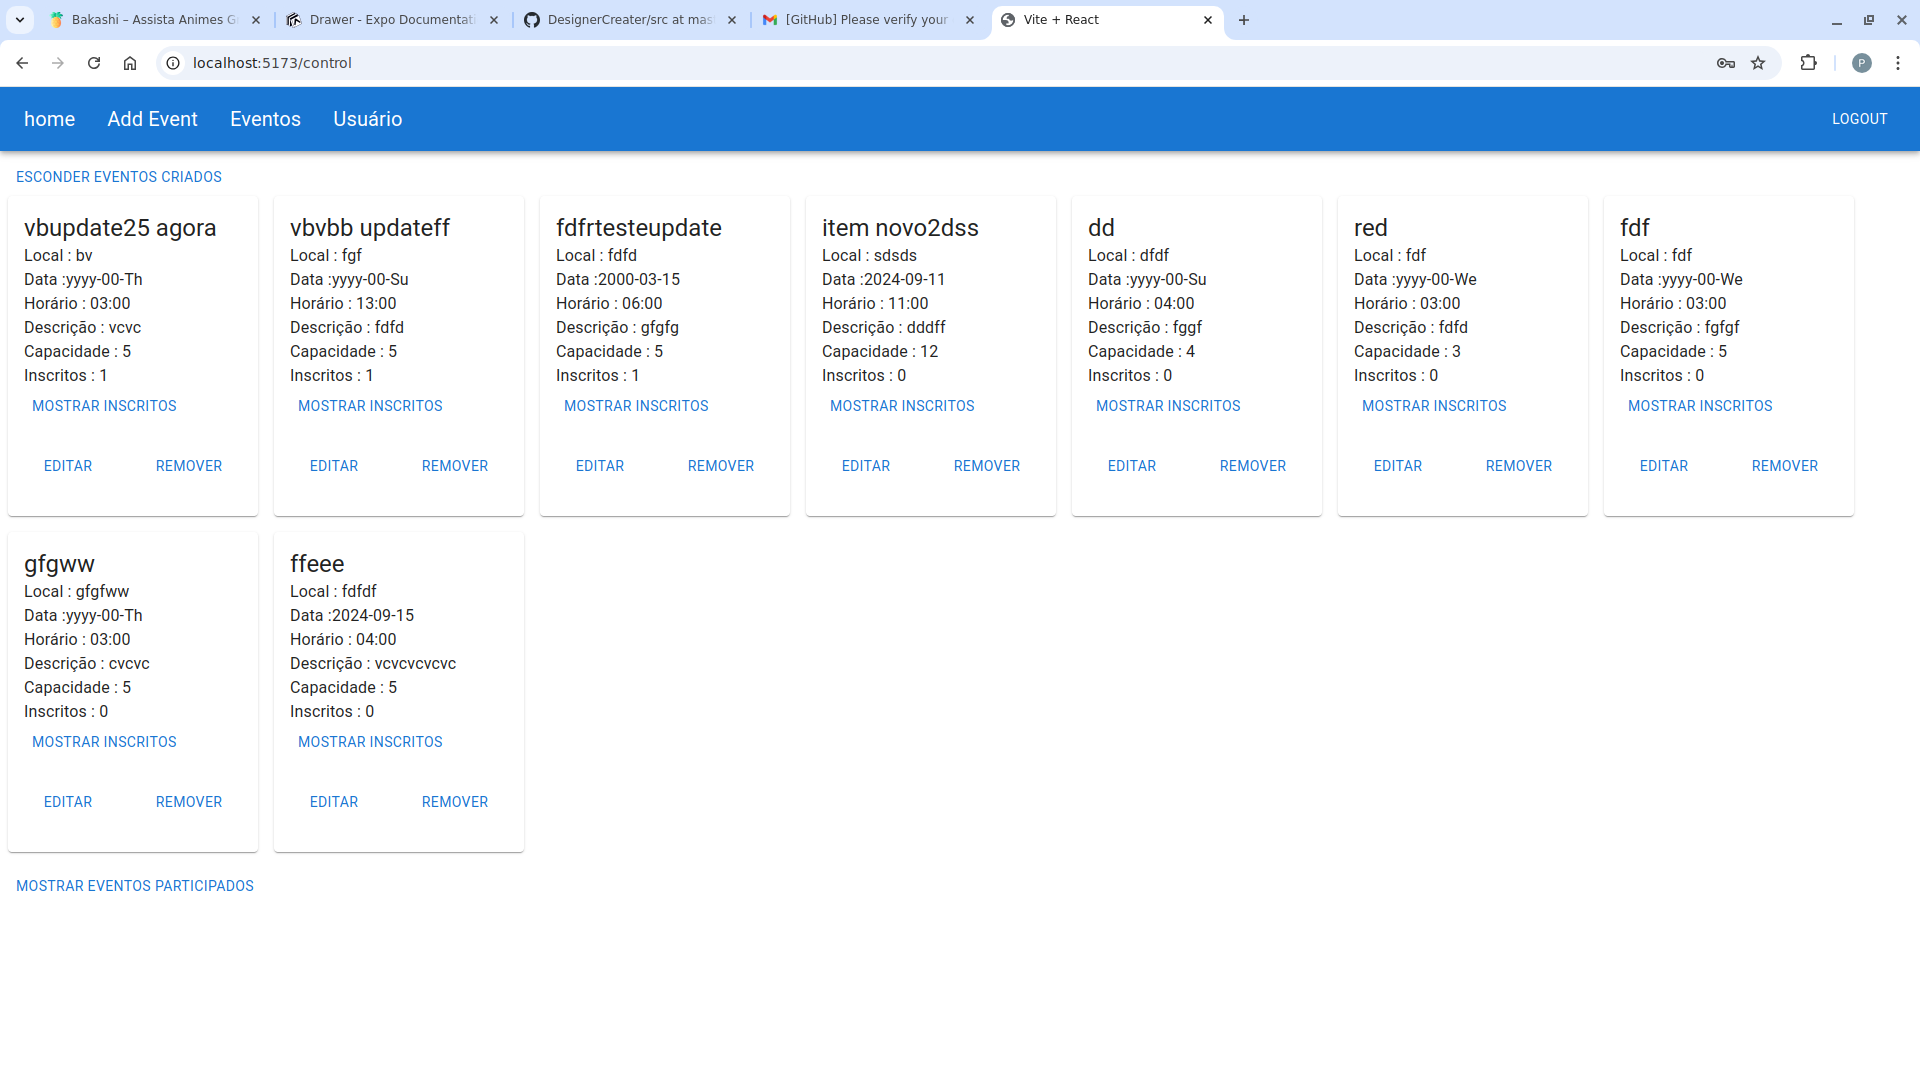 Bakashi – Assista Animes G
Drawer - Expo Documentati
DesignerCreater/src at mas
[GitHub] Please verify your
Vite + React
localhost:5173/control
P
home
Add Event
Eventos
Usuário
LOGOUT
ESCONDER EVENTOS CRIADOS
vbupdate25 agora
Local : bv
Data :yyyy-00-Th
Horário : 03:00
Descrição : vcvc
Capacidade : 5
Inscritos : 1
MOSTRAR INSCRITOS
EDITAR
REMOVER
vbvbb updateff
Local : fgf
Data :yyyy-00-Su
Horário : 13:00
Descrição : fdfd
Capacidade : 5
Inscritos : 1
MOSTRAR INSCRITOS
EDITAR
REMOVER
fdfrtesteupdate
Local : fdfd
Data :2000-03-15
Horário : 06:00
Descrição : gfgfg
Capacidade : 5
Inscritos : 1
MOSTRAR INSCRITOS
EDITAR
REMOVER
item novo2dss
Local : sdsds
Data :2024-09-11
Horário : 11:00
Descrição : dddff
Capacidade : 12
Inscritos : 0
MOSTRAR INSCRITOS
EDITAR
REMOVER
dd
Local : dfdf
Data :yyyy-00-Su
Horário : 04:00
Descrição : fggf
Capacidade : 4
Inscritos : 0
MOSTRAR INSCRITOS
EDITAR
REMOVER
red
Local : fdf
Data :yyyy-00-We
Horário : 03:00
Descrição : fdfd
Capacidade : 3
Inscritos : 0
MOSTRAR INSCRITOS
EDITAR
REMOVER
fdf
Local : fdf
Data :yyyy-00-We
Horário : 03:00
Descrição : fgfgf
Capacidade : 5
Inscritos : 0
MOSTRAR INSCRITOS
EDITAR
REMOVER
gfgww
Local : gfgfww
Data :yyyy-00-Th
Horário : 03:00
Descrição : cvcvc
Capacidade : 5
Inscritos : 0
MOSTRAR INSCRITOS
EDITAR
REMOVER
ffeee
Local : fdfdf
Data :2024-09-15
Horário : 04:00
Descrição : vcvcvcvcvc
Capacidade : 5
Inscritos : 0
MOSTRAR INSCRITOS
EDITAR
REMOVER
MOSTRAR EVENTOS PARTICIPADOS